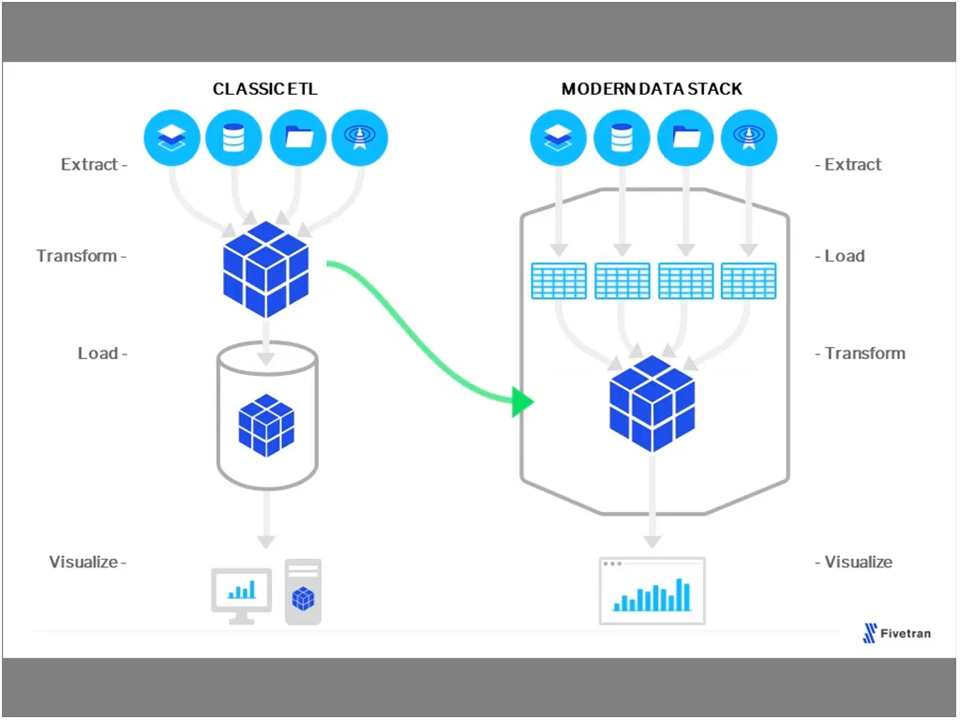 CLASSIC ETL
MODERN DATA STACK
Extract -
- Extract
Transform -
- Load
Load -
- Transform
Visualize -
- Visualize
Fivetran